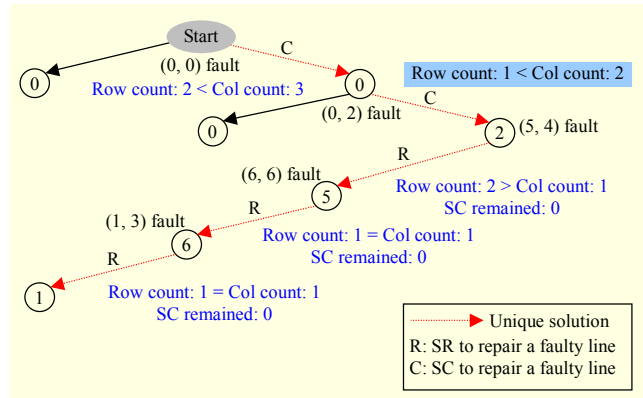 Start
C
(0, 0) fault
Row count: 2 < Col count: 3
0
0
Row count: 1 < Col count: 2
C
(0, 2) fault
0
2
(5, 4) fault
R
(6, 6) fault
5
Row count: 2 > Col count: 1
SC remained: 0
R
(1, 3) fault
6
Row count: 1 = Col count: 1
SC remained: 0
R
1
Row count: 1 = Col count: 1
SC remained: 0
Unique solution
R: SR to repair a faulty line
C: SC to repair a faulty line